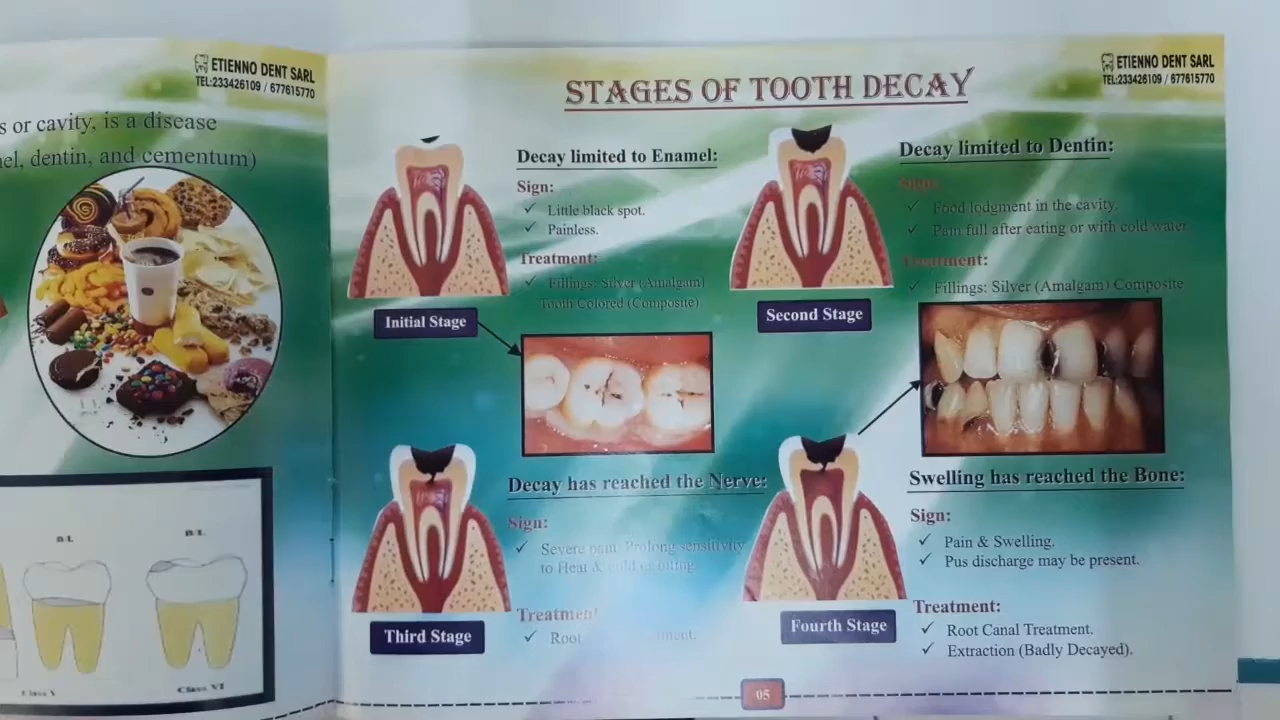 ETIENNO DENT SARL
TEL:233426109 / 677615770
s or cavity, is a disease
el, dentin, and cementum)
B/L
B/L
Class V
Class VI
ETIENNO DENT SARL
TEL:233426109 / 677615770
STAGES OF TOOTH DECAY
Decay limited to Enamel:
Sign:
✓ Little black spot.
✓ Painless.
Treatment:
✓ Fillings: Silver (Amalgam)
Tooth Colored (Composite)
Initial Stage
Decay limited to Dentin:
Sign:
✓ Food lodgment in the cavity.
✓ Pain full after eating or with cold water.
Treatment:
✓ Fillings: Silver (Amalgam) Composite
Second Stage
Decay has reached the Nerve:
Sign:
✓ Severe pain, Prolong sensitivity
to Heat & cold or biting.
Treatment
✓ Root
Third Stage
Swelling has reached the Bone:
Sign:
✓ Pain & Swelling.
✓ Pus discharge may be present.
Treatment:
✓ Root Canal Treatment.
✓ Extraction (Badly Decayed).
Fourth Stage
05